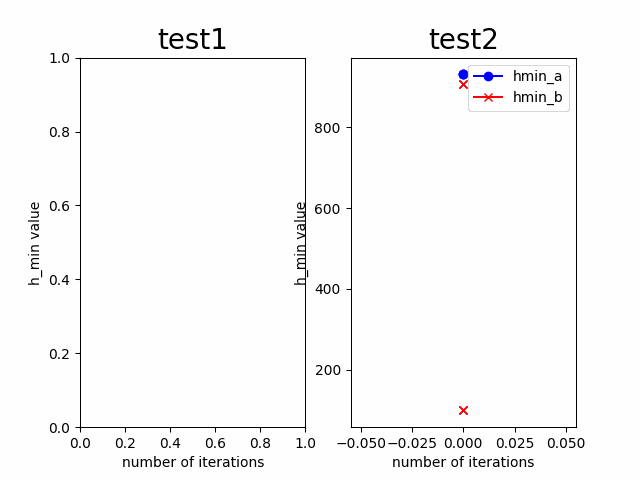 test1
1.0
0.8
0.6
0.4
0.2
0.0
h_min value
0.0 0.2 0.4 0.6 0.8 1.0
number of iterations
test2
hmin_a
hmin_b
800
600
400
200
h_min value
−0.050 −0.025 0.000 0.025 0.050
number of iterations